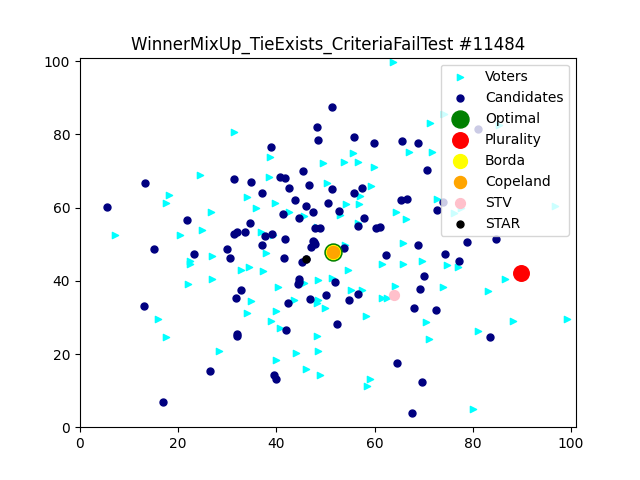 WinnerMixUp_TieExists_CriteriaFailTest #11484
100
80
60
40
20
0
0 20 40 60 80 100
Voters
Candidates
Optimal
Plurality
Borda
Copeland
STV
STAR